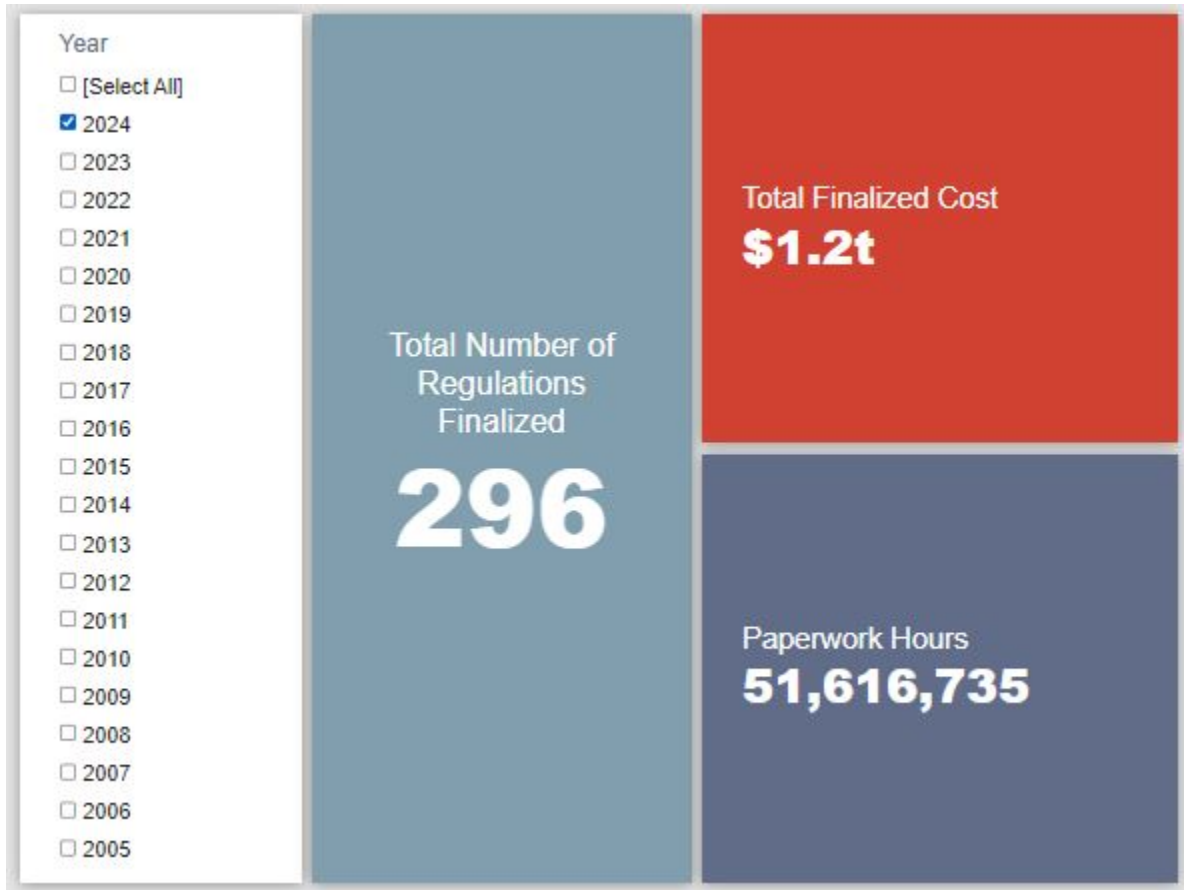 Year
[Select All]
2024
2023
2022
2021
2020
2019
2018
2017
2016
2015
2014
2013
2012
2011
2010
2009
2008
2007
2006
2005
Total Number of
Regulations
Finalized
296
Total Finalized Cost
$1.2t
Paperwork Hours
51,616,735